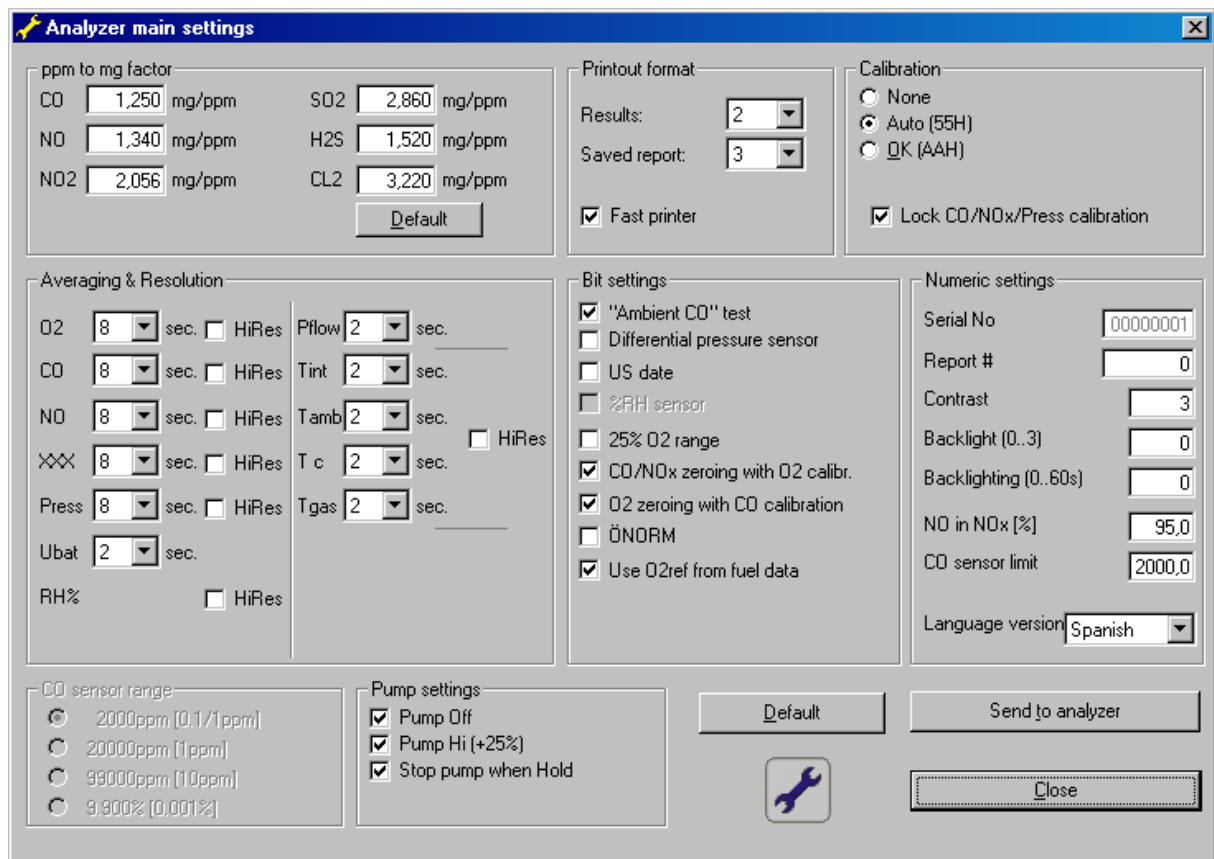 Analyzer main settings
ppm to mg factor
CO 1,250 mg/ppm SO2 2,860 mg/ppm
NO 1,340 mg/ppm H2S 1,520 mg/ppm
NO2 2,056 mg/ppm CL2 3,220 mg/ppm
Default
Printout format
Results: 2
Saved report: 3
Fast printer
Calibration
None
Auto (55H)
OK (AAH)
Lock CO/NOx/Press calibration
Averaging & Resolution
O2 8 sec. HiRes
CO 8 sec. HiRes
NO 8 sec. HiRes
XXX 8 sec. HiRes
Press 8 sec. HiRes
Ubat 2 sec.
RH% HiRes
Pflow 2 sec.
Tint 2 sec.
Tamb 2 sec.
HiRes
T c 2 sec.
Tgas 2 sec.
Bit settings
"Ambient CO" test
Differential pressure sensor
US date
%RH sensor
25% O2 range
CO/NOx zeroing with O2 calibr.
O2 zeroing with CO calibration
ÖNORM
Use O2ref from fuel data
Numeric settings
Serial No 00000001
Report # 0
Contrast 3
Backlight (0..3) 0
Backlighting (0..60s) 0
NO in NOx [%] 95,0
CO sensor limit 2000,0
Language version Spanish
CO sensor range
2000ppm [0.1/1ppm]
20000ppm [1ppm]
99000ppm [10ppm]
9.900% [0.001%]
Pump settings
Pump Off
Pump Hi (+25%)
Stop pump when Hold
Default
Send to analyzer
Close